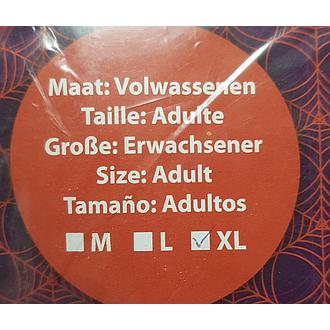 Maat: Volwassenen
Taille: Adulte
Große: Erwachsener
Size: Adult
Tamaño: Adultos
M L XL